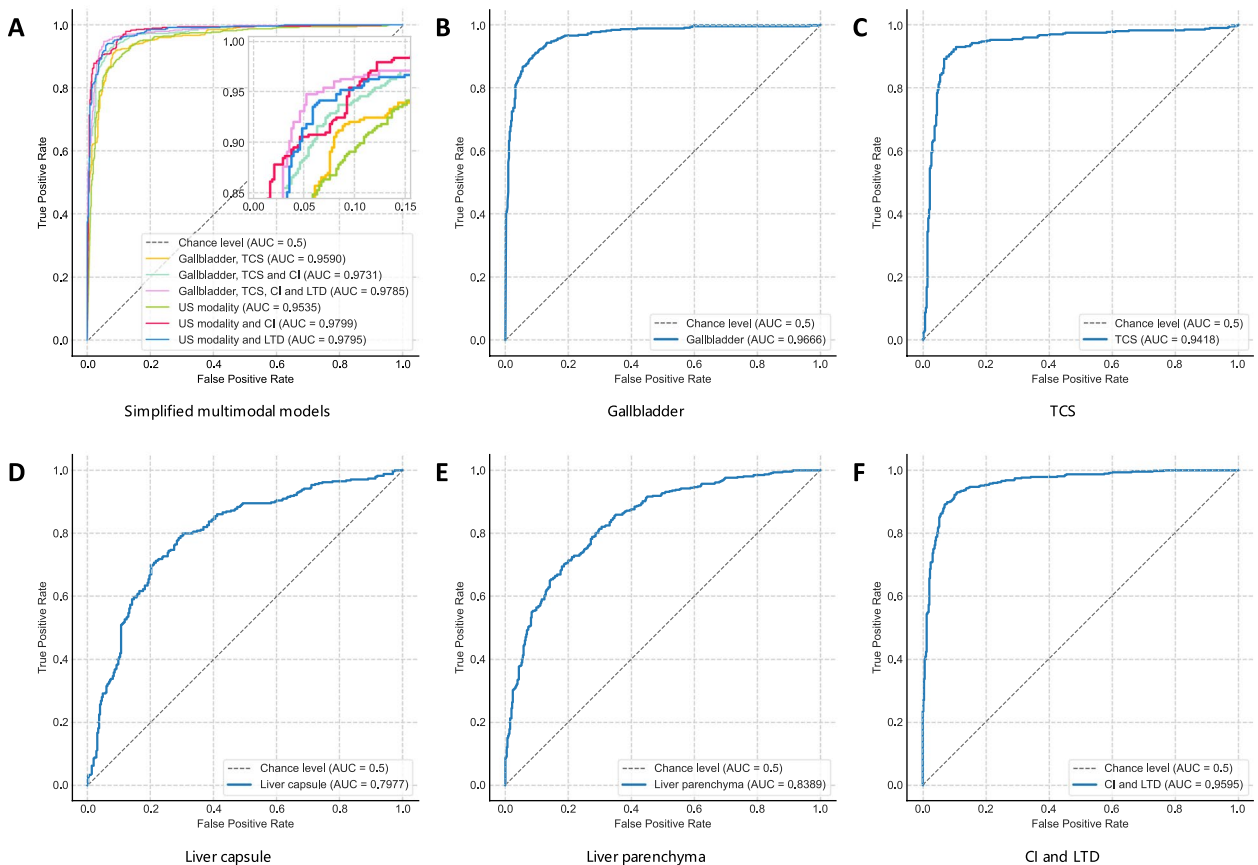 A
True Positive Rate
1.0
0.8
0.6
0.4
0.2
0.0
1.00
0.95
0.90
0.85
0.00 0.05 0.10 0.15
Chance level (AUC = 0.5)
Gallbladder, TCS (AUC = 0.9590)
Gallbladder, TCS and CI (AUC = 0.9731)
Gallbladder, TCS, CI and LTD (AUC = 0.9785)
US modality (AUC = 0.9535)
US modality and CI (AUC = 0.9799)
US modality and LTD (AUC = 0.9795)
0.0 0.2 0.4 0.6 0.8 1.0
False Positive Rate
Simplified multimodal models
B
True Positive Rate
1.0
0.8
0.6
0.4
0.2
0.0
Chance level (AUC = 0.5)
Gallbladder (AUC = 0.9666)
0.0 0.2 0.4 0.6 0.8 1.0
False Positive Rate
Gallbladder
C
True Positive Rate
1.0
0.8
0.6
0.4
0.2
0.0
Chance level (AUC = 0.5)
TCS (AUC = 0.9418)
0.0 0.2 0.4 0.6 0.8 1.0
False Positive Rate
TCS
D
True Positive Rate
1.0
0.8
0.6
0.4
0.2
0.0
Chance level (AUC = 0.5)
Liver capsule (AUC = 0.7977)
0.0 0.2 0.4 0.6 0.8 1.0
False Positive Rate
Liver capsule
E
True Positive Rate
1.0
0.8
0.6
0.4
0.2
0.0
Chance level (AUC = 0.5)
Liver parenchyma (AUC = 0.8389)
0.0 0.2 0.4 0.6 0.8 1.0
False Positive Rate
Liver parenchyma
F
True Positive Rate
1.0
0.8
0.6
0.4
0.2
0.0
Chance level (AUC = 0.5)
CI and LTD (AUC = 0.9595)
0.0 0.2 0.4 0.6 0.8 1.0
False Positive Rate
CI and LTD